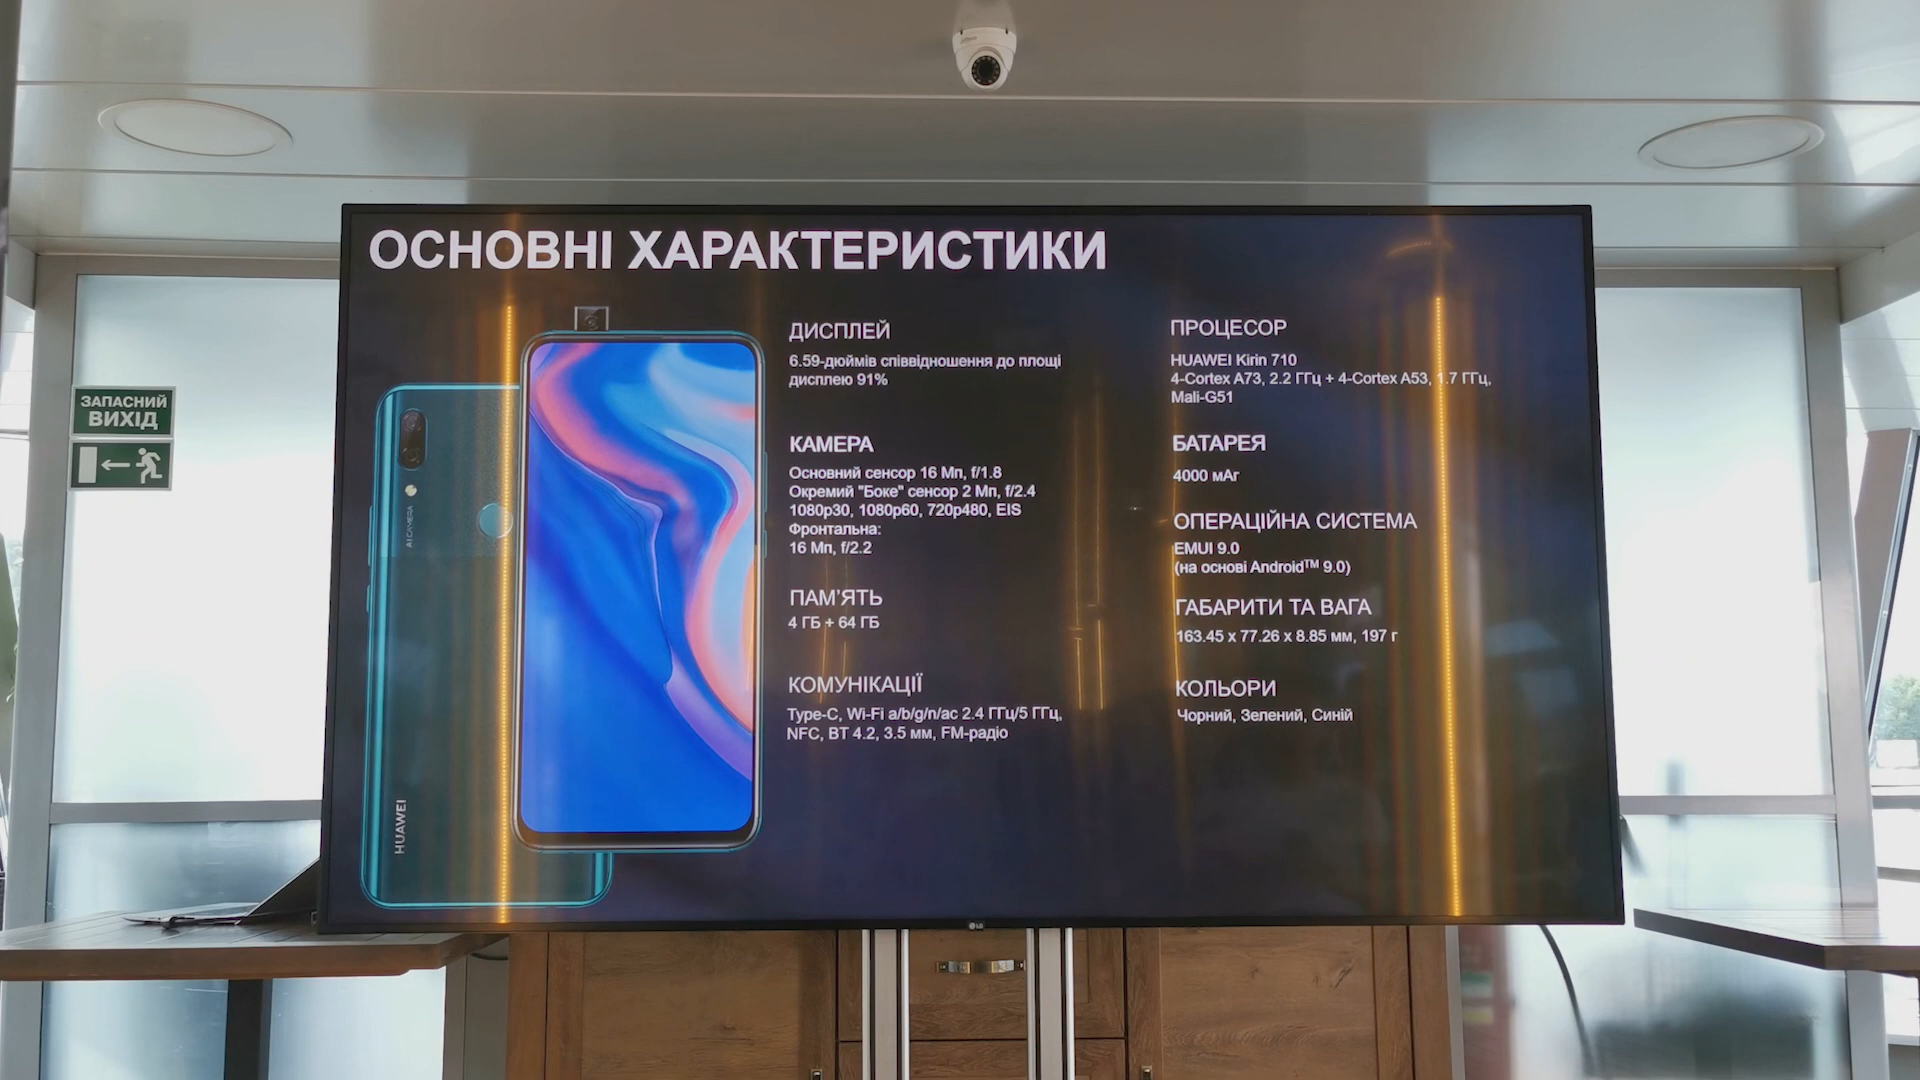 ЗАПАСНИЙ
ВИХІД
ОСНОВНІ ХАРАКТЕРИСТИКИ
AI CAMERA
HUAWEI
ДИСПЛЕЙ
6.59-дюймів співвідношення до площі
дисплею 91%
КАМЕРА
Основний сенсор 16 Мп, f/1.8
Окремий "Боке" сенсор 2 Мп, f/2.4
1080p30, 1080p60, 720p480, EIS
Фронтальна:
16 Мп, f/2.2
ПАМ'ЯТЬ
4 ГБ + 64 ГБ
КОМУНІКАЦІЇ
Type-C, Wi-Fi a/b/g/n/ac 2.4 ГГц/5 ГГц,
NFC, BT 4.2, 3.5 мм, FM-радіо
ПРОЦЕСОР
HUAWEI Kirin 710
4-Cortex A73, 2.2 ГГц + 4-Cortex A53, 1.7 ГГц,
Mali-G51
БАТАРЕЯ
4000 мАг
ОПЕРАЦІЙНА СИСТЕМА
EMUI 9.0
(на основі Android™ 9.0)
ГАБАРИТИ ТА ВАГА
163.45 x 77.26 x 8.85 мм, 197 г
КОЛЬОРИ
Чорний, Зелений, Синій
LG